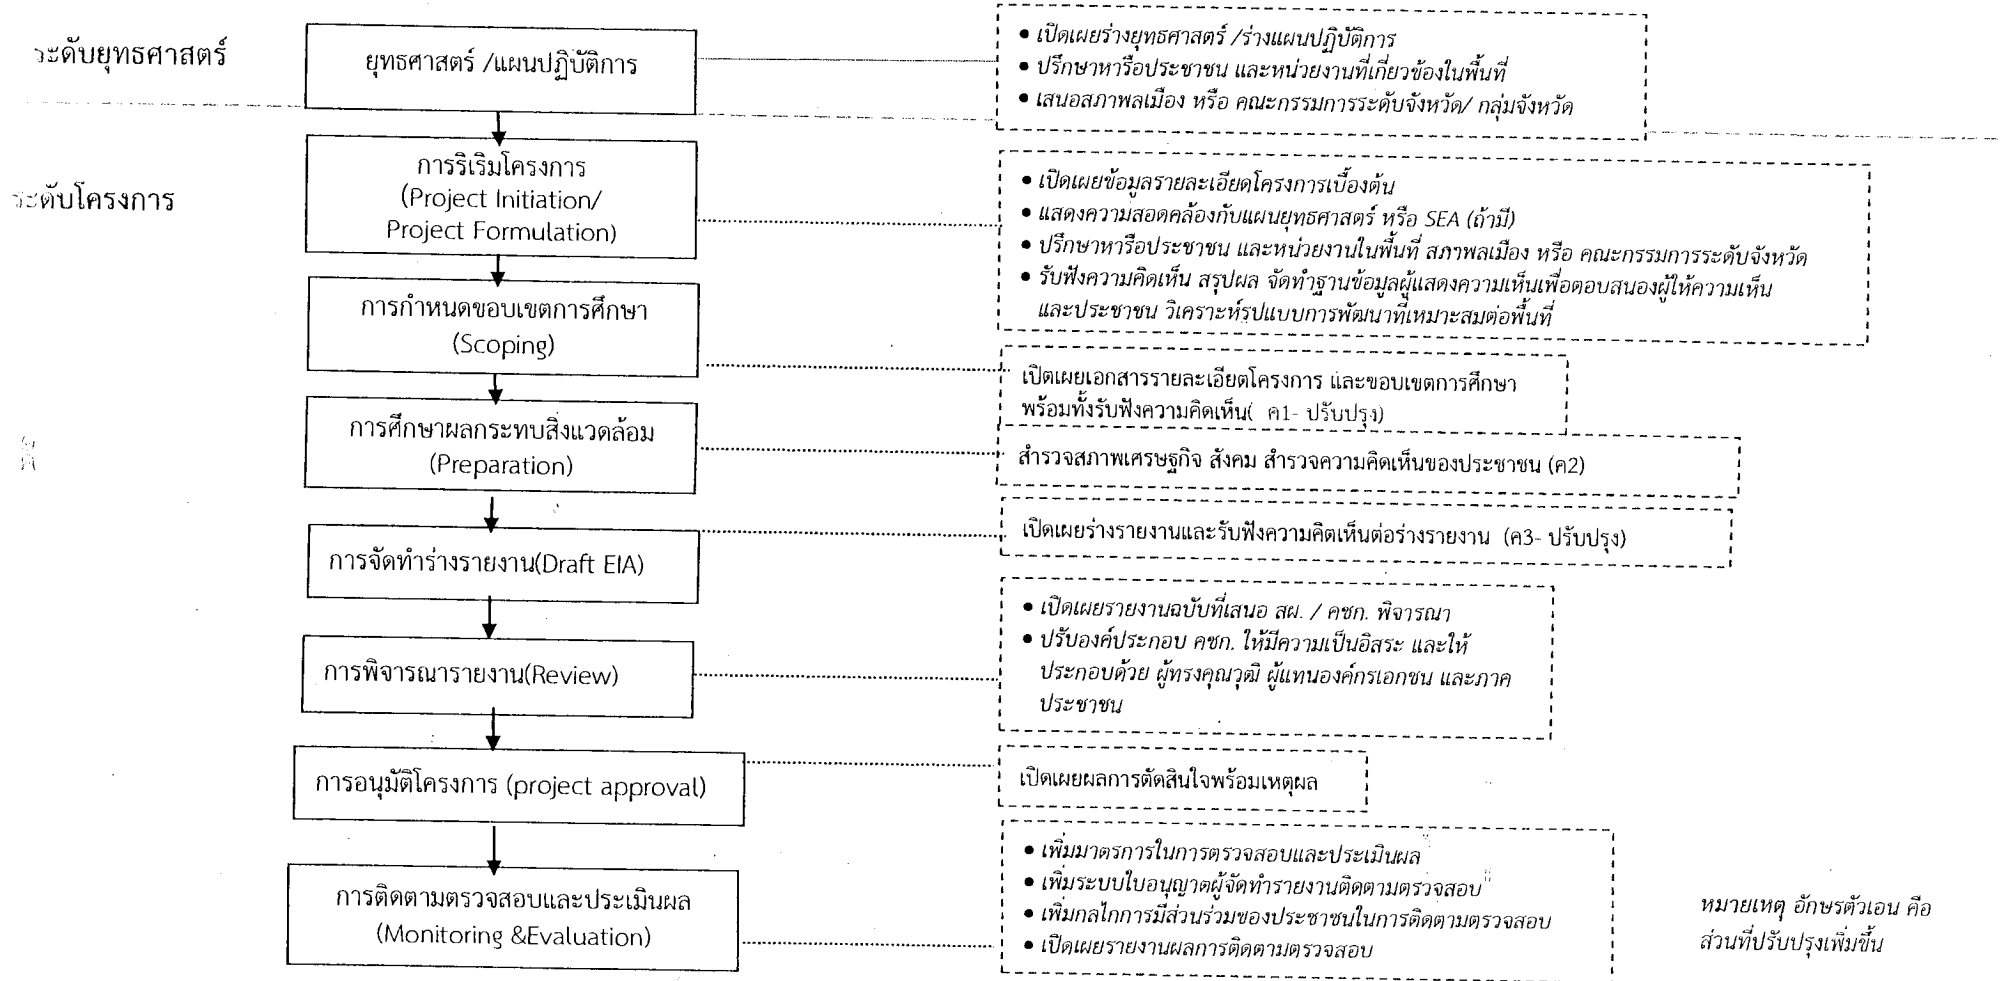 ระดับยุทธศาสตร์
ยุทธศาสตร์ /แผนปฏิบัติการ
• เปิดเผยร่างยุทธศาสตร์ /ร่างแผนปฏิบัติการ
• ปรึกษาหารือประชาชน และหน่วยงานที่เกี่ยวข้องในพื้นที่
• เสนอสภาพลเมือง หรือ คณะกรรมการระดับจังหวัด/ กลุ่มจังหวัด
ระดับโครงการ
การริเริ่มโครงการ
(Project Initiation/
Project Formulation)
• เปิดเผยข้อมูลรายละเอียดโครงการเบื้องต้น
• แสดงความสอดคล้องกับแผนยุทธศาสตร์ หรือ SEA (ถ้ามี)
• ปรึกษาหารือประชาชน และหน่วยงานในพื้นที่ สภาพลเมือง หรือ คณะกรรมการระดับจังหวัด
• รับฟังความคิดเห็น สรุปผล จัดทำฐานข้อมูลผู้แสดงความเห็นเพื่อตอบสนองผู้ให้ความเห็น
และประชาชน วิเคราะห์รูปแบบการพัฒนาที่เหมาะสมต่อพื้นที่
การกำหนดขอบเขตการศึกษา
(Scoping)
เปิดเผยเอกสารรายละเอียดโครงการ และขอบเขตการศึกษา
พร้อมทั้งรับฟังความคิดเห็น( ค1- ปรับปรุง)
การศึกษาผลกระทบสิ่งแวดล้อม
(Preparation)
สำรวจสภาพเศรษฐกิจ สังคม สำรวจความคิดเห็นของประชาชน (ค2)
การจัดทำร่างรายงาน(Draft EIA)
เปิดเผยร่างรายงานและรับฟังความคิดเห็นต่อร่างรายงาน (ค3- ปรับปรุง)
การพิจารณารายงาน(Review)
• เปิดเผยรายงานฉบับที่เสนอ สผ. / คชก. พิจารณา
• ปรับองค์ประกอบ คชก. ให้มีความเป็นอิสระ และให้
ประกอบด้วย ผู้ทรงคุณวุฒิ ผู้แทนองค์กรเอกชน และภาค
ประชาชน
การอนุมัติโครงการ (project approval)
เปิดเผยผลการตัดสินใจพร้อมเหตุผล
การติดตามตรวจสอบและประเมินผล
(Monitoring &Evaluation)
• เพิ่มมาตรการในการตรวจสอบและประเมินผล
• เพิ่มระบบใบอนุญาตผู้จัดทำรายงานติดตามตรวจสอบ
• เพิ่มกลไกการมีส่วนร่วมของประชาชนในการติดตามตรวจสอบ
• เปิดเผยรายงานผลการติดตามตรวจสอบ
หมายเหตุ อักษรตัวเอน คือ
ส่วนที่ปรับปรุงเพิ่มขึ้น